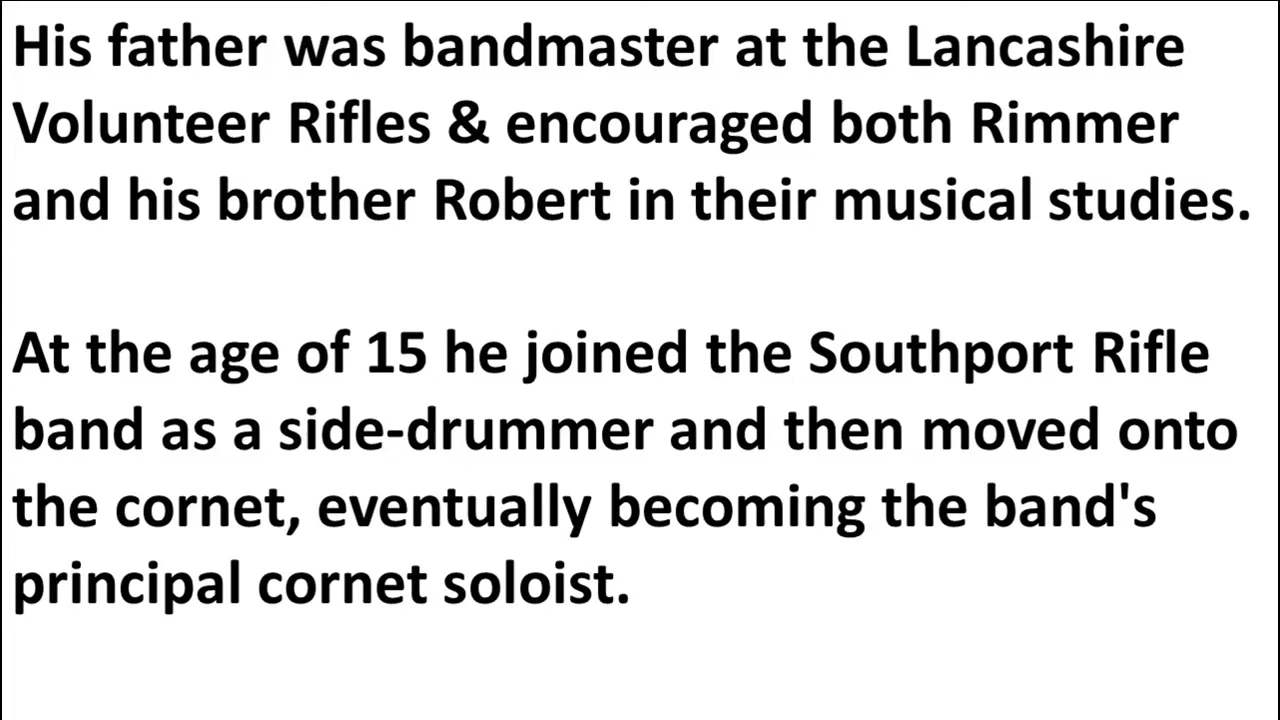 His father was bandmaster at the Lancashire
Volunteer Rifles & encouraged both Rimmer
and his brother Robert in their musical studies.
At the age of 15 he joined the Southport Rifle
band as a side-drummer and then moved onto
the cornet, eventually becoming the band's
principal cornet soloist.